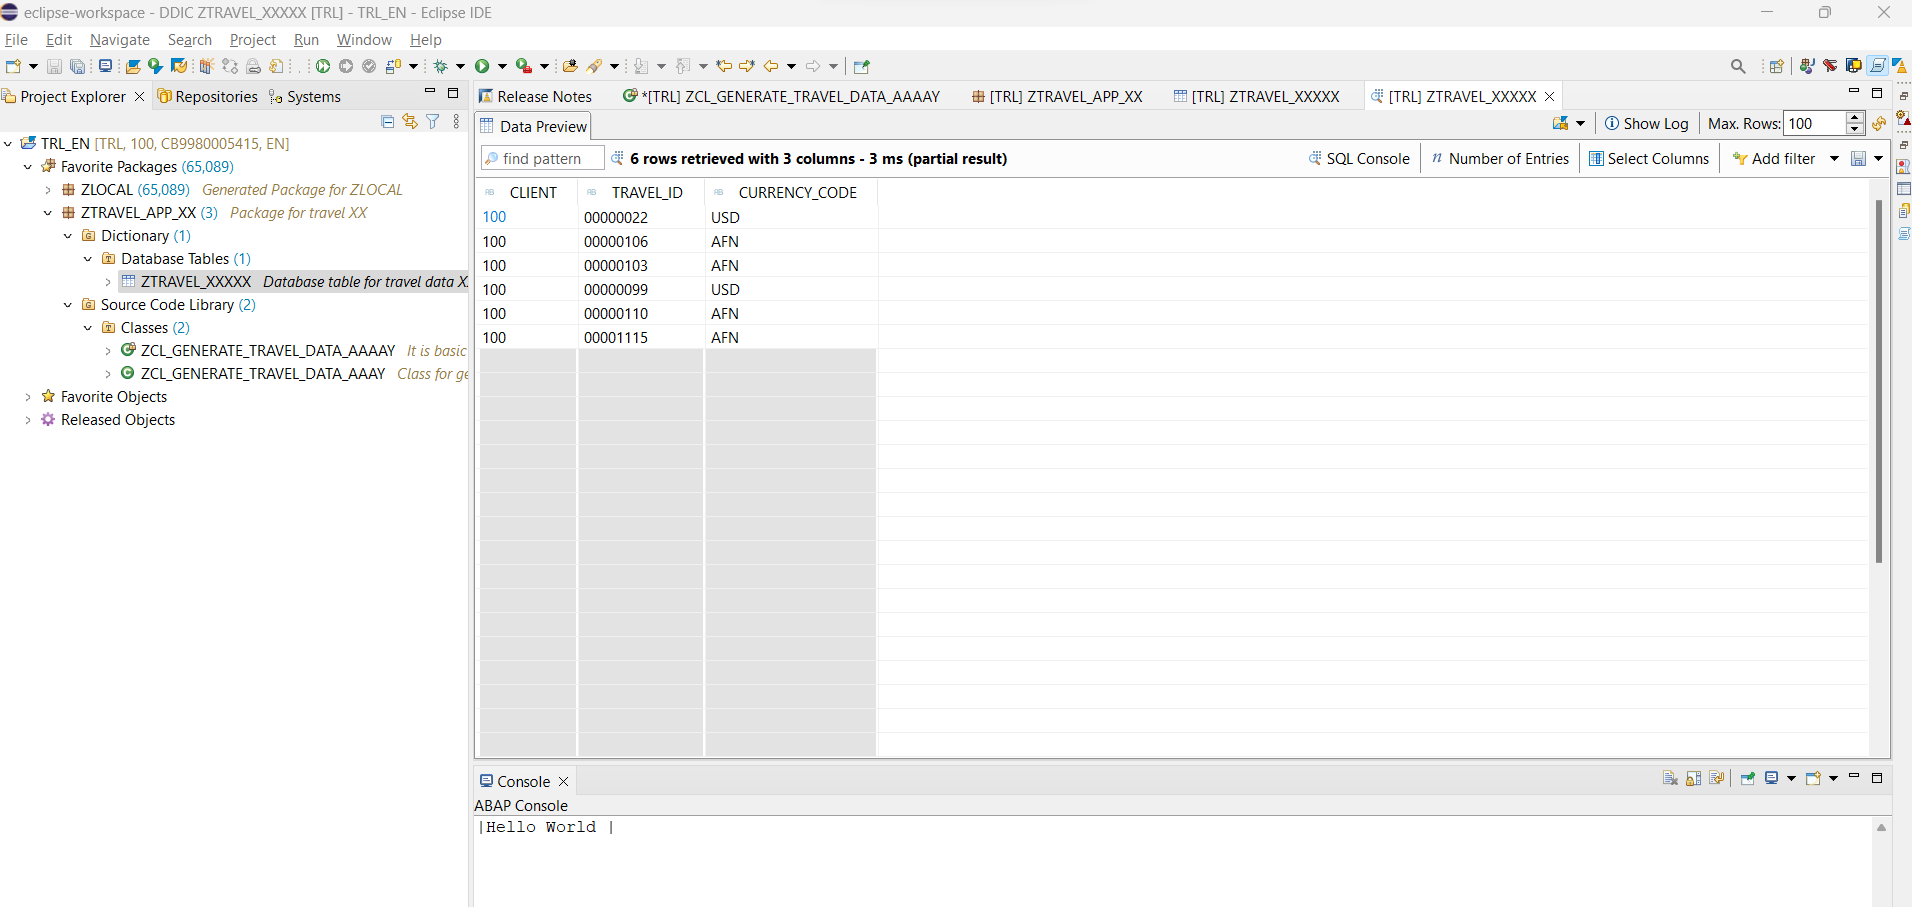 eclipse-workspace - DDIC ZTRAVEL_XXXXX [TRL] - TRL_EN - Eclipse IDE
File Edit Navigate Search Project Run Window Help
Project Explorer Repositories Systems
TRL_EN [TRL, 100, CB9980005415, EN]
Favorite Packages (65,089)
ZLOCAL (65,089) Generated Package for ZLOCAL
ZTRAVEL_APP_XX (3) Package for travel XX
Dictionary (1)
Database Tables (1)
ZTRAVEL_XXXXX Database table for travel data X
Source Code Library (2)
Classes (2)
ZCL_GENERATE_TRAVEL_DATA_AAAAY It is basic
ZCL_GENERATE_TRAVEL_DATA_AAAY Class for ge
Favorite Objects
Released Objects
Release Notes *[TRL] ZCL_GENERATE_TRAVEL_DATA_AAAAY [TRL] ZTRAVEL_APP_XX [TRL] ZTRAVEL_XXXXX [TRL] ZTRAVEL_XXXXX
Data Preview Show Log Max. Rows: 100
find pattern 6 rows retrieved with 3 columns - 3 ms (partial result) SQL Console Number of Entries Select Columns Add filter
CLIENT TRAVEL_ID CURRENCY_CODE
100 00000022 USD
100 00000106 AFN
100 00000103 AFN
100 00000099 USD
100 00000110 AFN
100 00001115 AFN
Console
ABAP Console
|Hello World |